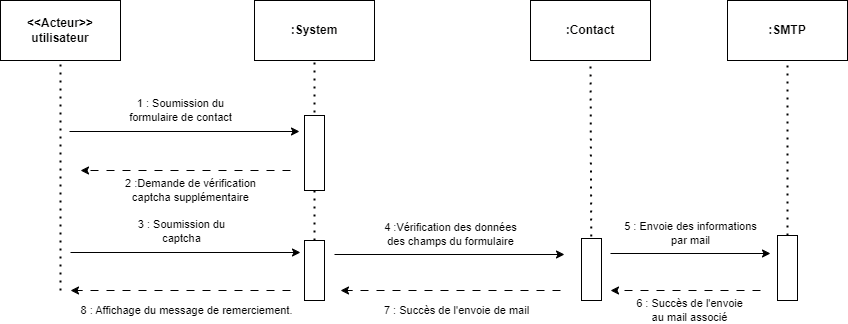 <<Acteur>>
utilisateur
:System
:Contact
:SMTP
1 : Soumission du
formulaire de contact
2 :Demande de vérification
captcha supplémentaire
3 : Soumission du
captcha
4 :Vérification des données
des champs du formulaire
5 : Envoie des informations
par mail
6 : Succès de l'envoie
au mail associé
7 : Succès de l'envoie de mail
8 : Affichage du message de remerciement.